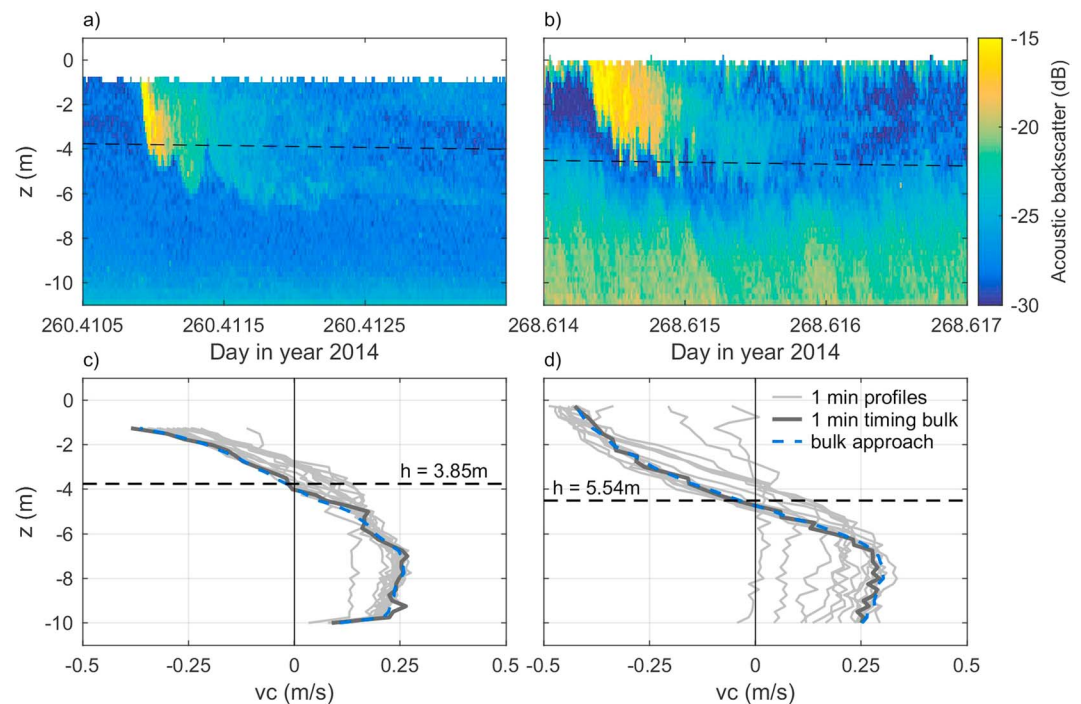 a)
b)
0
-2
-4
-6
-8
-10
z (m)
260.41105
260.41115
260.41125
Day in year 2014
268.614
268.615
268.616
268.617
Day in year 2014
-15
-20
-25
-30
Acoustic backscatter (dB)
c)
d)
0
-2
-4
-6
-8
-10
z (m)
h = 3.85m
-0.5
-0.25
0
0.25
0.5
vc (m/s)
1 min profiles
1 min timing bulk
bulk approach
h = 5.54m
-0.5
-0.25
0
0.25
0.5
vc (m/s)